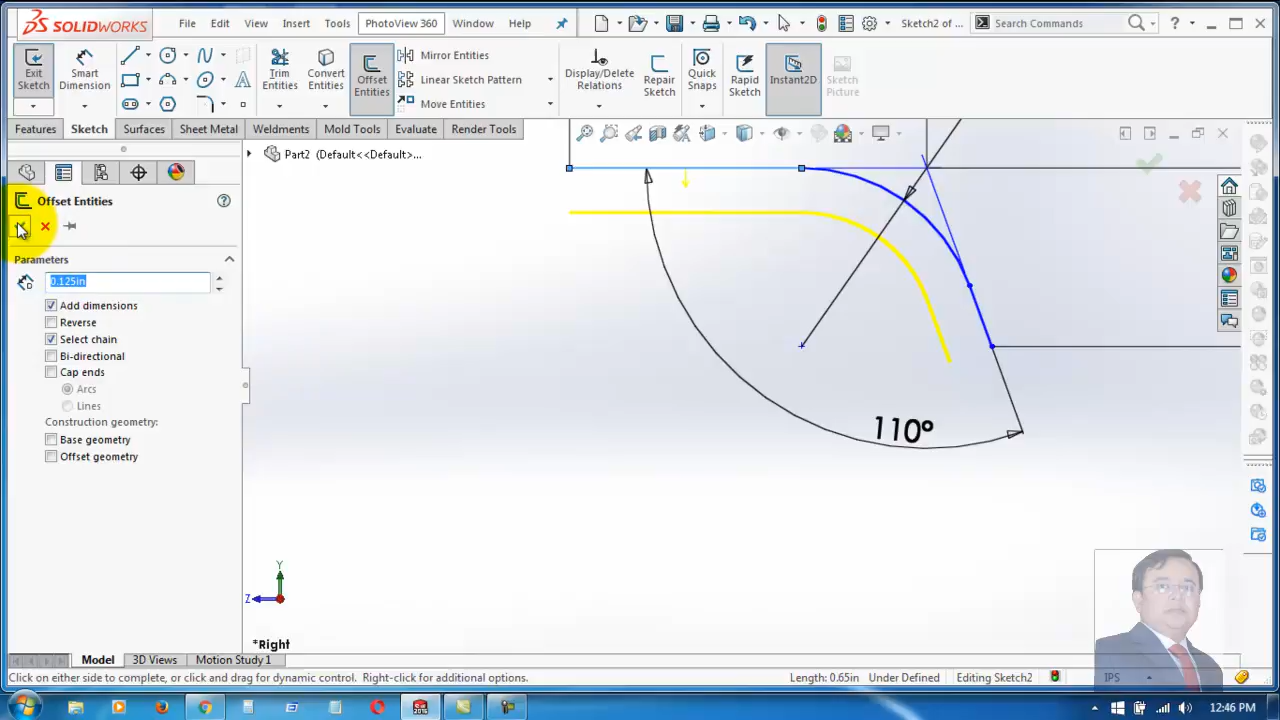 SOLIDWORKS
File Edit View Insert Tools PhotoView 360 Window Help
Sketch2 of ...
Search Commands
Exit Sketch
Smart Dimension
Trim Entities
Convert Entities
Offset Entities
Mirror Entities
Linear Sketch Pattern
Move Entities
Display/Delete Relations
Repair Sketch
Quick Snaps
Rapid Sketch
Instant2D
Sketch Picture
Features Sketch Surfaces Sheet Metal Weldments Mold Tools Evaluate Render Tools
Part2 (Default<<Default>...
Offset Entities
Parameters
0.125in
Add dimensions
Reverse
Select chain
Bi-directional
Cap ends
Arcs
Lines
Construction geometry:
Base geometry
Offset geometry
110°
Y
Z
*Right
Model 3D Views Motion Study 1
Click on either side to complete, or click and drag for dynamic control. Right-click for additional options.
Length: 0.65in Under Defined Editing Sketch2 IPS
12:46 PM